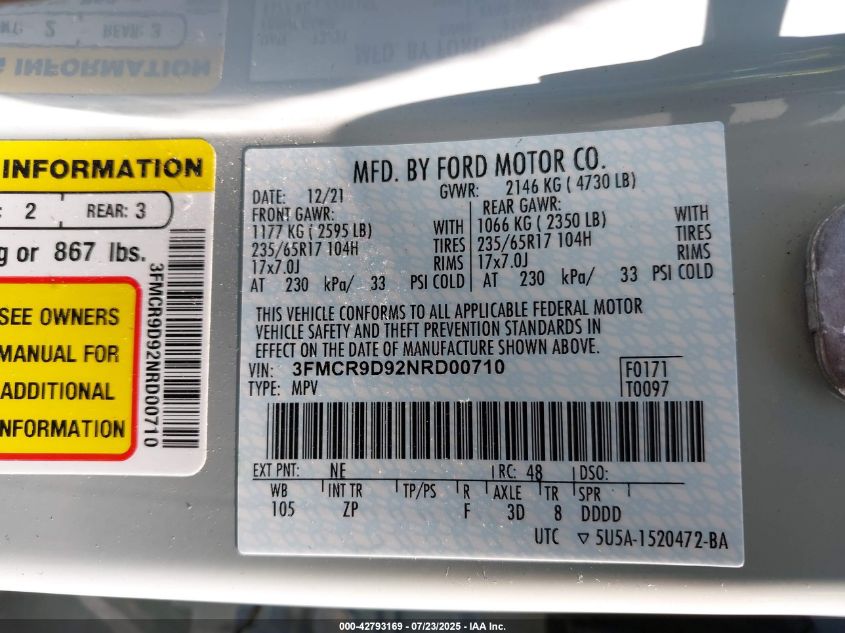 INFORMATION
2 REAR: 3
g or 867 lbs.
SEE OWNERS
MANUAL FOR
ADDITIONAL
INFORMATION
3FMCR9D92NRD00710
MFD. BY FORD MOTOR CO.
DATE: 12/21 GVWR: 2146 KG ( 4730 LB)
FRONT GAWR: REAR GAWR:
1177 KG ( 2595 LB) WITH 1066 KG ( 2350 LB) WITH
235/65R17 104H TIRES 235/65R17 104H TIRES
17x7.0J RIMS 17x7.0J RIMS
AT 230 kPa/ 33 PSI COLD AT 230 kPa/ 33 PSI COLD
THIS VEHICLE CONFORMS TO ALL APPLICABLE FEDERAL MOTOR
VEHICLE SAFETY AND THEFT PREVENTION STANDARDS IN
EFFECT ON THE DATE OF MANUFACTURE SHOWN ABOVE.
VIN: 3FMCR9D92NRD00710 F0171
TYPE: MPV T0097
EXT PNT: NE RC: 48 DSO:
WB INT TR TP/PS R AXLE TR SPR
105 ZP F 3D 8 DDDD
UTC ▽ 5U5A-1520472-BA
000-42793169 | 07/23/2025 - IAA Inc.